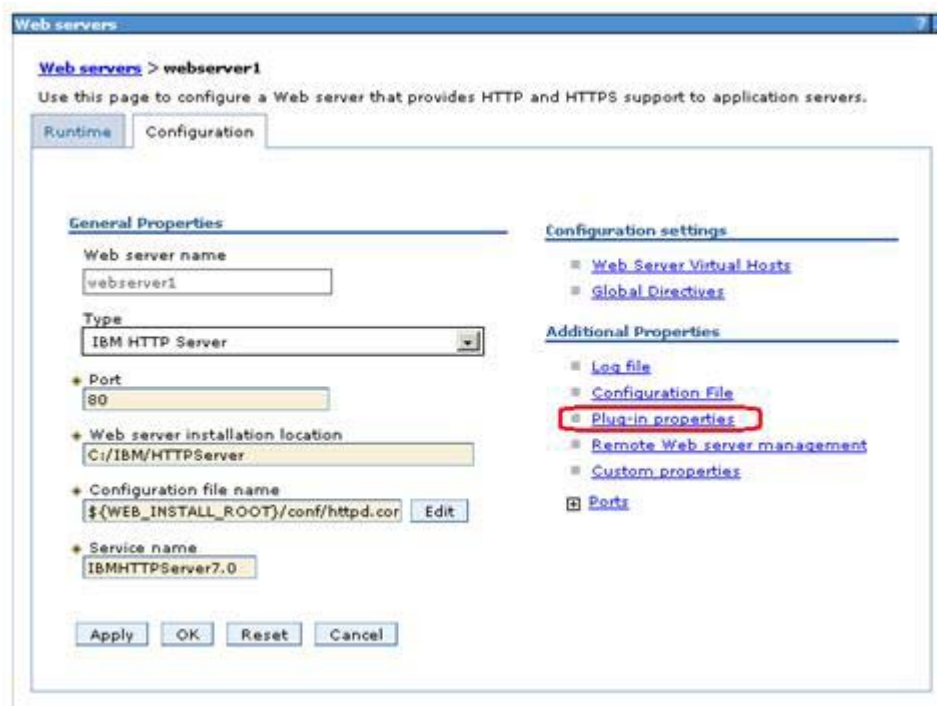 Web servers ?
Web servers > webserver1
Use this page to configure a Web server that provides HTTP and HTTPS support to application servers.
Runtime Configuration
General Properties
Web server name
webserver1
Type
IBM HTTP Server
Port
80
Web server installation location
C:/IBM/HTTPServer
Configuration file name
${WEB_INSTALL_ROOT}/conf/httpd.cor Edit
Service name
IBMHTTPServer7.0
Apply OK Reset Cancel
Configuration settings
Web Server Virtual Hosts
Global Directives
Additional Properties
Log file
Configuration File
Plug-in properties
Remote Web server management
Custom properties
Ports